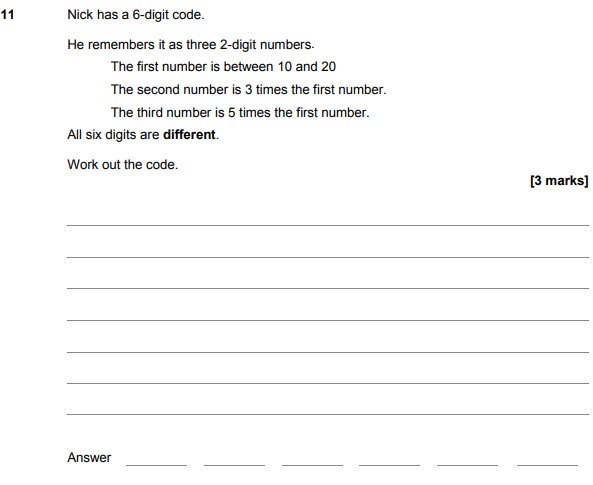 11 Nick has a 6-digit code.
He remembers it as three 2-digit numbers.
The first number is between 10 and 20
The second number is 3 times the first number.
The third number is 5 times the first number.
All six digits are different.
Work out the code.
[3 marks]
Answer